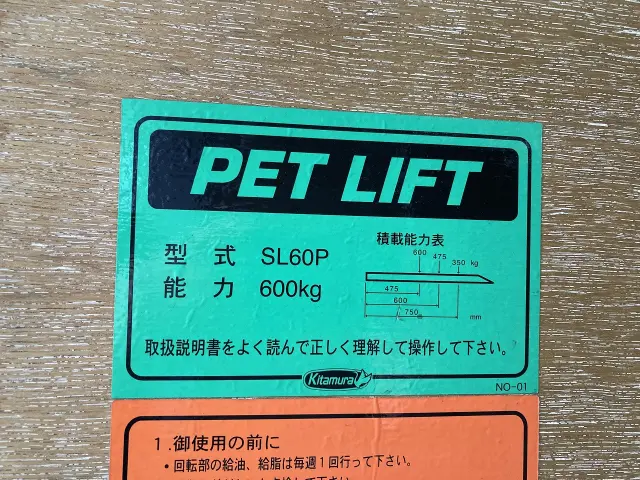 PET LIFT
型式 SL60P
能力 600kg
積載能力表
600 475 350 kg
475
600
750 mm
取扱説明書をよく読んで正しく理解して操作して下さい。
Kitamura
NO-01
1.御使用の前に
・回転部の給油、給脂は毎週1回行って下さい。